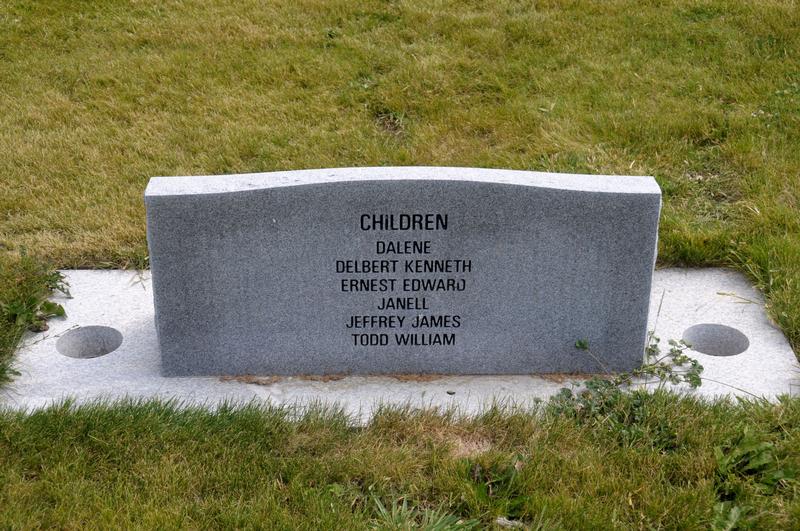 CHILDREN
DALENE
DELBERT KENNETH
ERNEST EDWARD
JANELL
JEFFREY JAMES
TODD WILLIAM